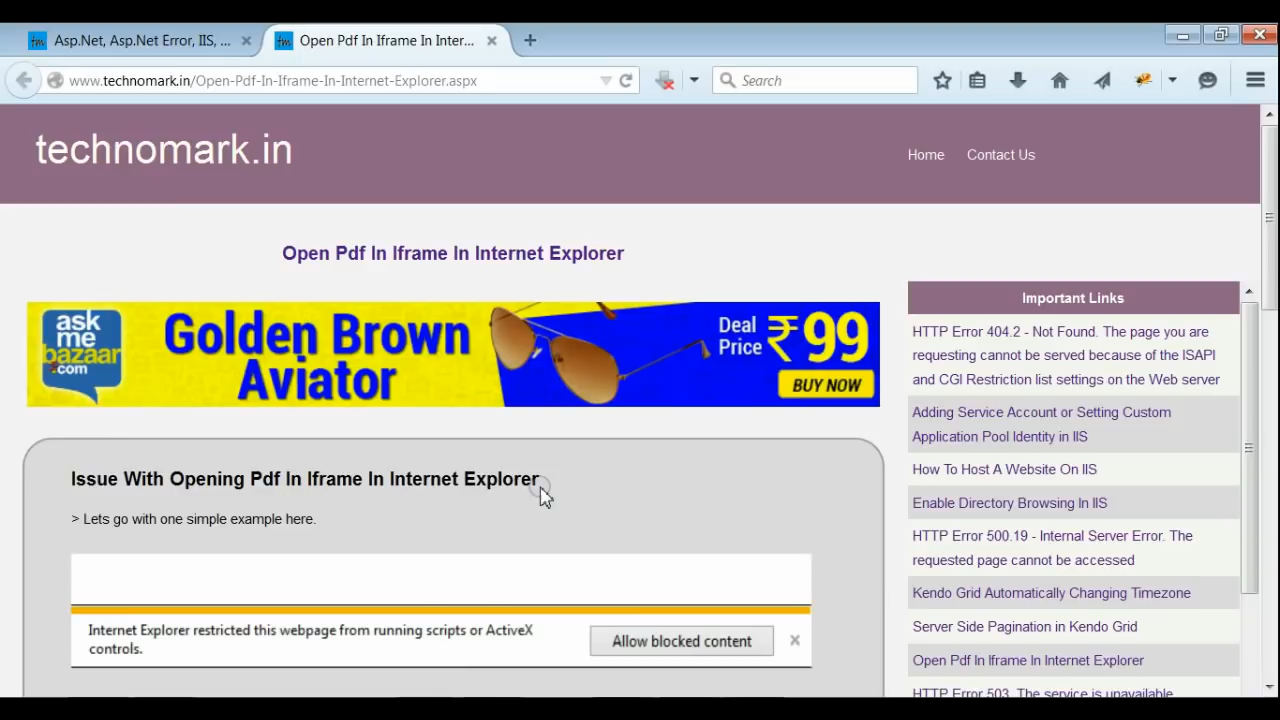 Asp.Net, Asp.Net Error, IIS, ...
Open Pdf In Iframe In Inter...
www.technomark.in/Open-Pdf-In-Iframe-In-Internet-Explorer.aspx
Search
technomark.in
Home
Contact Us
Open Pdf In Iframe In Internet Explorer
ask
me
bazaar
.com
Golden Brown
Aviator
Deal
Price
₹99
BUY NOW
Issue With Opening Pdf In Iframe In Internet Explorer
> Lets go with one simple example here.
Internet Explorer restricted this webpage from running scripts or ActiveX
controls.
Allow blocked content
Important Links
HTTP Error 404.2 - Not Found. The page you are
requesting cannot be served because of the ISAPI
and CGI Restriction list settings on the Web server
Adding Service Account or Setting Custom
Application Pool Identity in IIS
How To Host A Website On IIS
Enable Directory Browsing In IIS
HTTP Error 500.19 - Internal Server Error. The
requested page cannot be accessed
Kendo Grid Automatically Changing Timezone
Server Side Pagination in Kendo Grid
Open Pdf In Iframe In Internet Explorer
HTTP Error 503. The service is unavailable